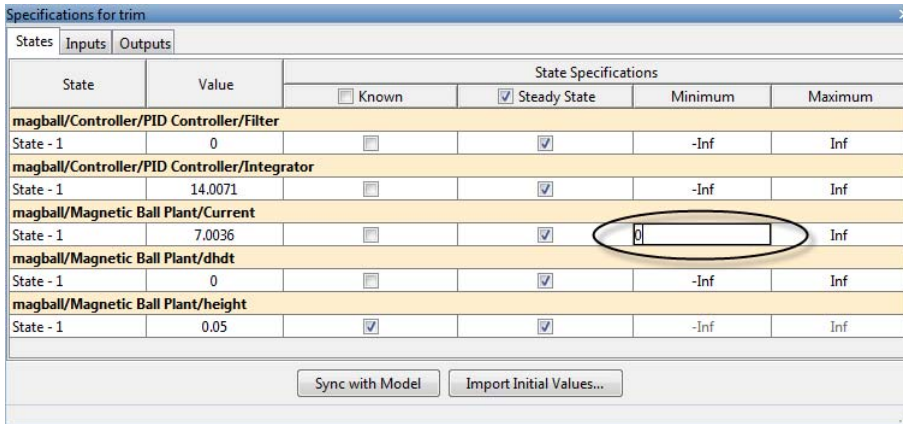 Specifications for trim
States Inputs Outputs
State Value State Specifications
Known Steady State Minimum Maximum
magball/Controller/PID Controller/Filter
State - 1 0 -Inf Inf
magball/Controller/PID Controller/Integrator
State - 1 14.0071 -Inf Inf
magball/Magnetic Ball Plant/Current
State - 1 7.0036 0 Inf
magball/Magnetic Ball Plant/dhdt
State - 1 0 -Inf Inf
magball/Magnetic Ball Plant/height
State - 1 0.05 -Inf Inf
Sync with Model Import Initial Values...